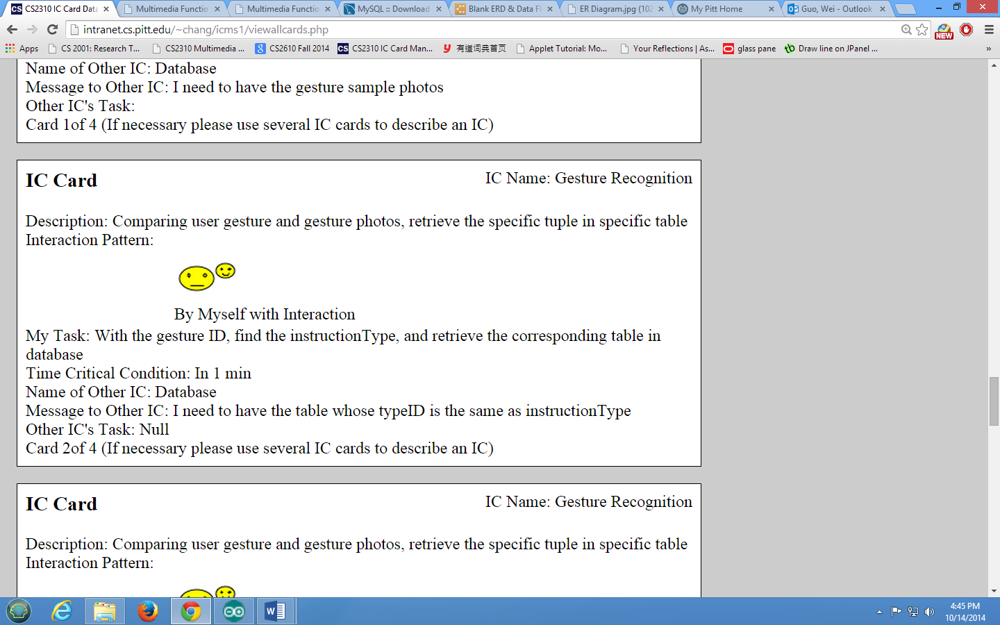 CS2310 IC Card Data
Multimedia Functio
Multimedia Functio
MySQL :: Download
Blank ERD & Data Fl
ER Diagram.jpg (102
My Pitt Home
Guo, Wei - Outlook
intranet.cs.pitt.edu/~chang/icms1/viewallcards.php
NEW
Apps
CS 2001: Research T...
CS2310 Multimedia ...
CS2610 Fall 2014
CS2310 IC Card Man...
有道词典首页
Applet Tutorial: Mo...
Your Reflections | As...
glass pane
Draw line on JPanel ...
»
Name of Other IC: Database
Message to Other IC: I need to have the gesture sample photos
Other IC's Task:
Card 1of 4 (If necessary please use several IC cards to describe an IC)
IC Card
IC Name: Gesture Recognition
Description: Comparing user gesture and gesture photos, retrieve the specific tuple in specific table
Interaction Pattern:
By Myself with Interaction
My Task: With the gesture ID, find the instructionType, and retrieve the corresponding table in
database
Time Critical Condition: In 1 min
Name of Other IC: Database
Message to Other IC: I need to have the table whose typeID is the same as instructionType
Other IC's Task: Null
Card 2of 4 (If necessary please use several IC cards to describe an IC)
IC Card
IC Name: Gesture Recognition
Description: Comparing user gesture and gesture photos, retrieve the specific tuple in specific table
Interaction Pattern:
4:45 PM
10/14/2014